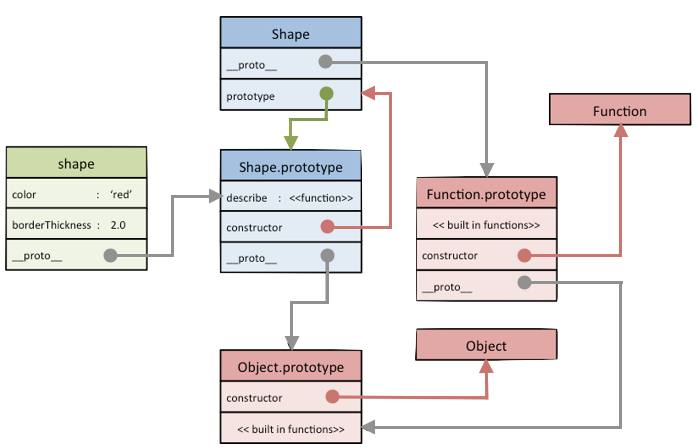 Shape
__proto__
prototype
Function
shape
color : ‘red’
borderThickness : 2.0
__proto__
Shape.prototype
describe : <<function>>
constructor
__proto__
Function.prototype
<< built in functions>>
constructor
__proto__
Object
Object.prototype
constructor
<< built in functions>>